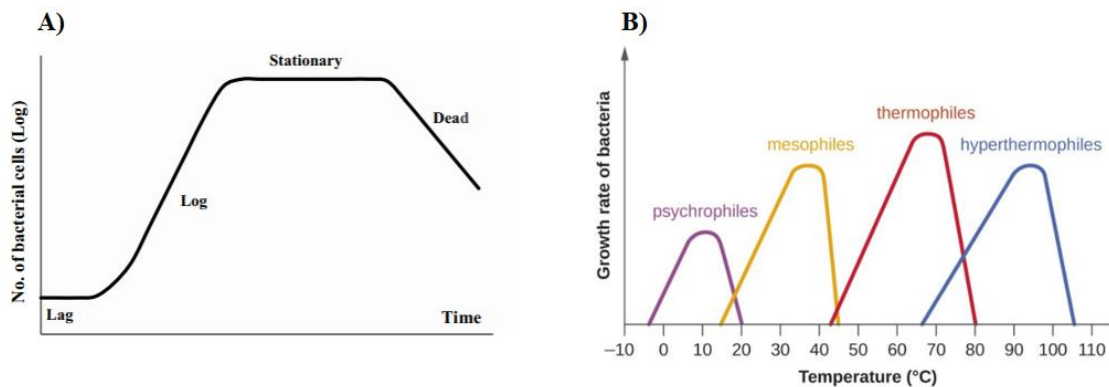 A)
No. of bacterial cells (Log)
Stationary
Dead
Log
Lag
Time
B)
Growth rate of bacteria
thermophiles
mesophiles
hyperthermophiles
psychrophiles
–10 0 10 20 30 40 50 60 70 80 90 100 110
Temperature (°C)